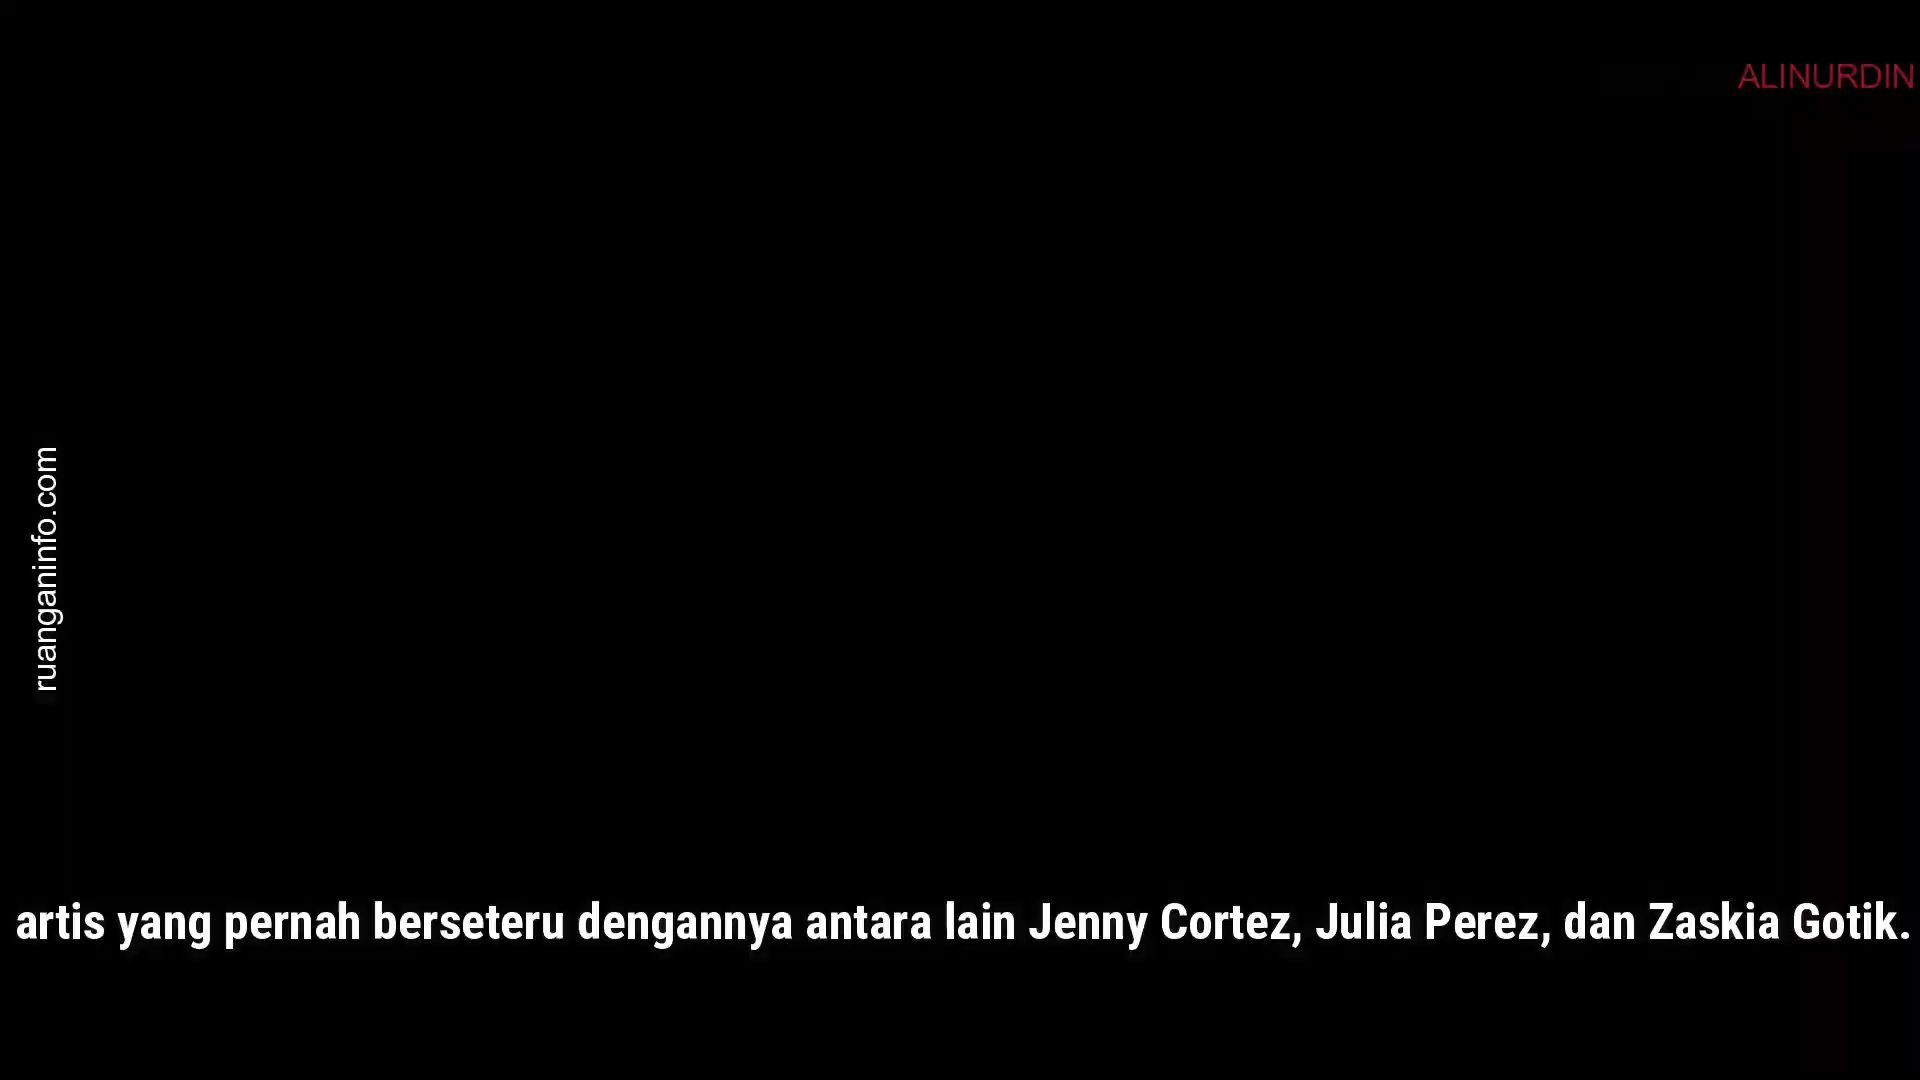 ALINURDIN
ruanganinfo.com
artis yang pernah berseteru dengannya antara lain Jenny Cortez, Julia Perez, dan Zaskia Gotik.